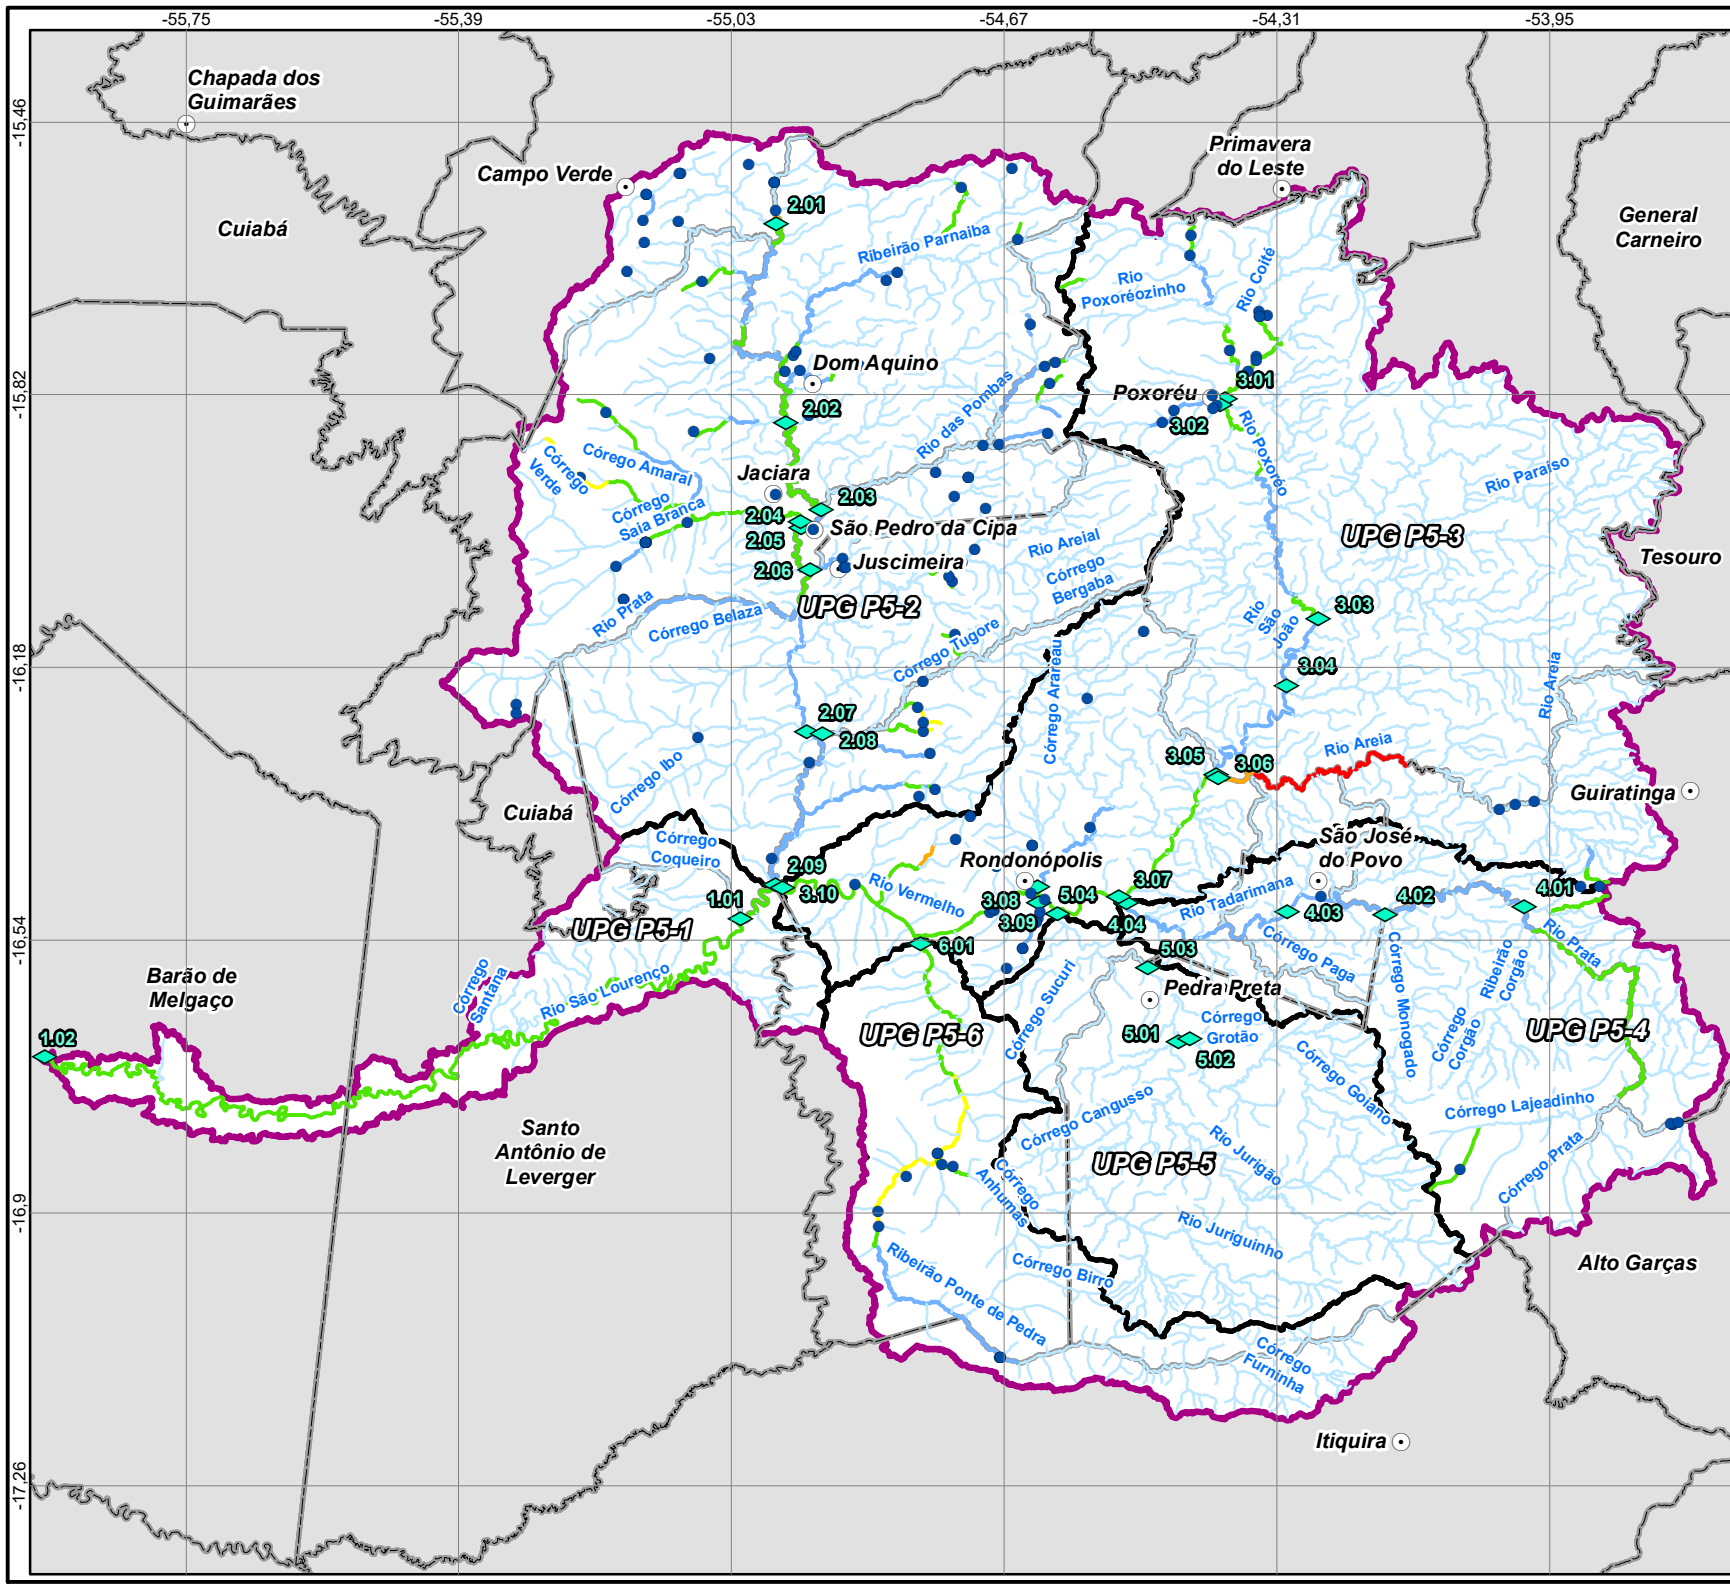 -55,75
-55,39
-55,03
-54,67
-54,31
-53,95
-15,46
-15,82
-16,18
-16,54
-16,9
-17,26
Chapada dos
Guimarães
Campo Verde
Cuiabá
Primavera
do Leste
General
Carneiro
2.01
Ribeirão Parnaiba
Rio
Poxoréozinho
Rio Coité
Dom Aquino
2.02
Rio das Pombas
Poxoréu
3.01
3.02
Rio Poxoréo
Rio Paraíso
Córrego
Verde
Córego Amaral
Córrego
Saia Branca
Jaciara
2.03
2.04
2.05
São Pedro da Cipa
2.06
Juscimeira
UPG P5-2
Rio Areial
Córrego
Bergaba
UPG P5-3
Tesouro
Rio Prata
Córrego Belaza
Córrego Tugore
Córrego Arareau
Rio
São
João
3.03
3.04
Rio Areia
2.07
2.08
Córrego Ibo
3.05
3.06
Rio Areia
Guiratinga
Cuiabá
Córrego
Coqueiro
2.09
3.10
1.01
Rio Vermelho
Rondonópolis
3.08
3.09
5.04
3.07
4.04
São José
do Povo
Rio Tadarimana
4.03
4.02
4.01
UPG P5-1
6.01
5.03
Córrego Paga
Córrego Monogado
Ribeirão
Corgão
Rio Prata
Barão de
Melgaço
Córrego
Santana
Rio São Lourenço
1.02
UPG P5-6
Córrego Sucuri
Pedra Preta
Córrego
Grotão
5.01
5.02
Córrego Goiano
Córrego
Corgão
UPG P5-4
Santo
Antônio de
Leverger
Córrego Cangusso
Córrego Lajeadinho
UPG P5-5
Rio Jurigão
Córrego
Anhumas
Córrego Prata
Rio Juriguinho
Ribeirão Ponte de Pedra
Córrego Birro
Alto Garças
Córrego
Furninha
Itiquira